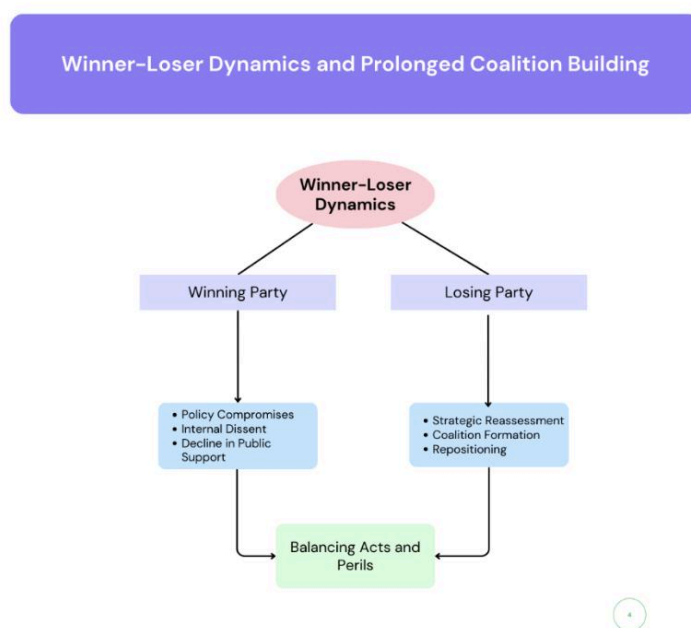 Winner-Loser Dynamics and Prolonged Coalition Building
Winner-Loser
Dynamics
Winning Party
Losing Party
• Policy Compromises
• Internal Dissent
• Decline in Public
Support
• Strategic Reassessment
• Coalition Formation
• Repositioning
Balancing Acts and
Perils
4